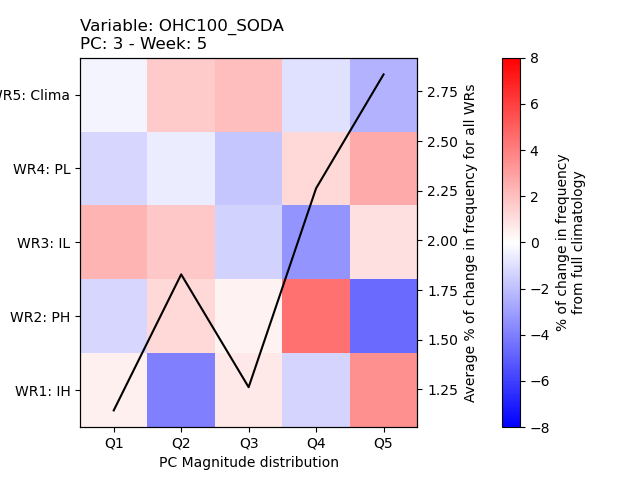 Variable: OHC100_SODA
PC: 3 - Week: 5
WR5: Clima
WR4: PL
WR3: IL
WR2: PH
WR1: IH
Q1 Q2 Q3 Q4 Q5
PC Magnitude distribution
2.75
2.50
2.25
2.00
1.75
1.50
1.25
Average % of change in frequency for all WRs
8
6
4
2
0
−2
−4
−6
−8
% of change in frequency
from full climatology